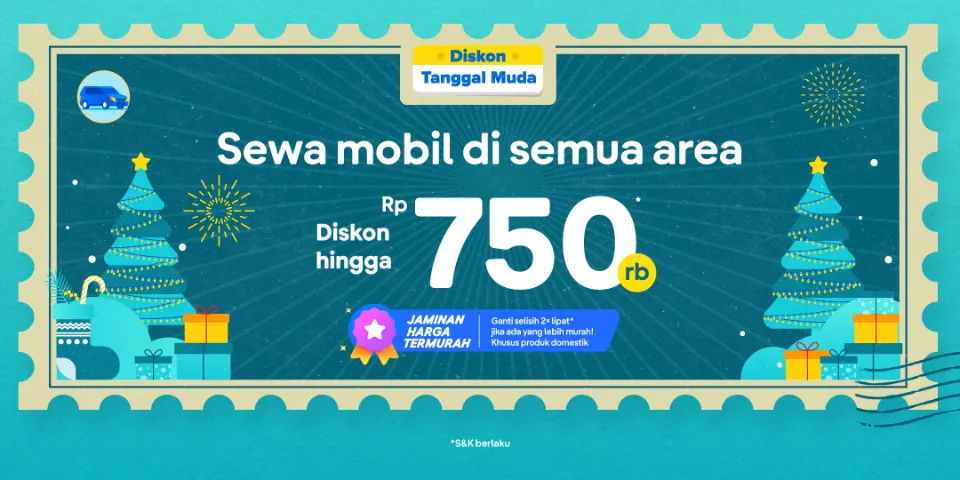 Diskon
Tanggal Muda
Sewa mobil di semua area
Diskon
hingga
Rp 750 rb*
JAMINAN
HARGA
TERMURAH
Ganti selisih 2× lipat*
jika ada yang lebih murah!
Khusus produk domestik
*S&K berlaku